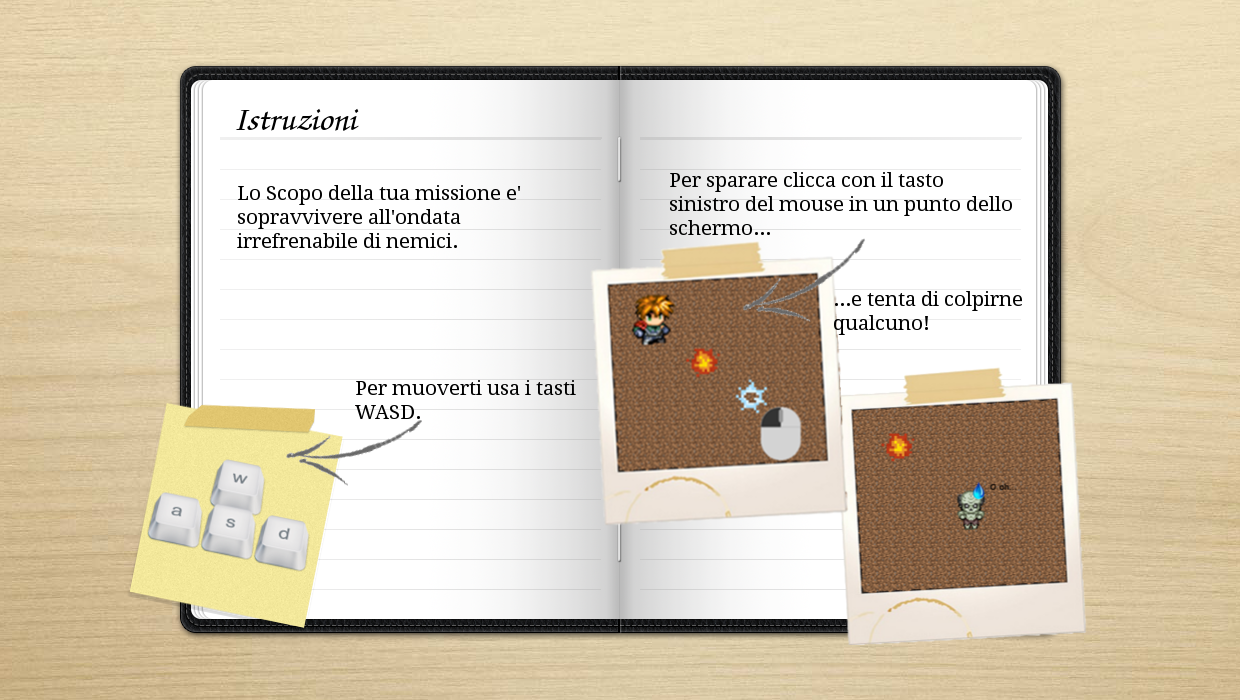 Istruzioni
Lo Scopo della tua missione e'
sopravvivere all'ondata
irrefrenabile di nemici.
Per muoverti usa i tasti
WASD.
w
a
s
d
Per sparare clicca con il tasto
sinistro del mouse in un punto dello
schermo...
...e tenta di colpirne
qualcuno!